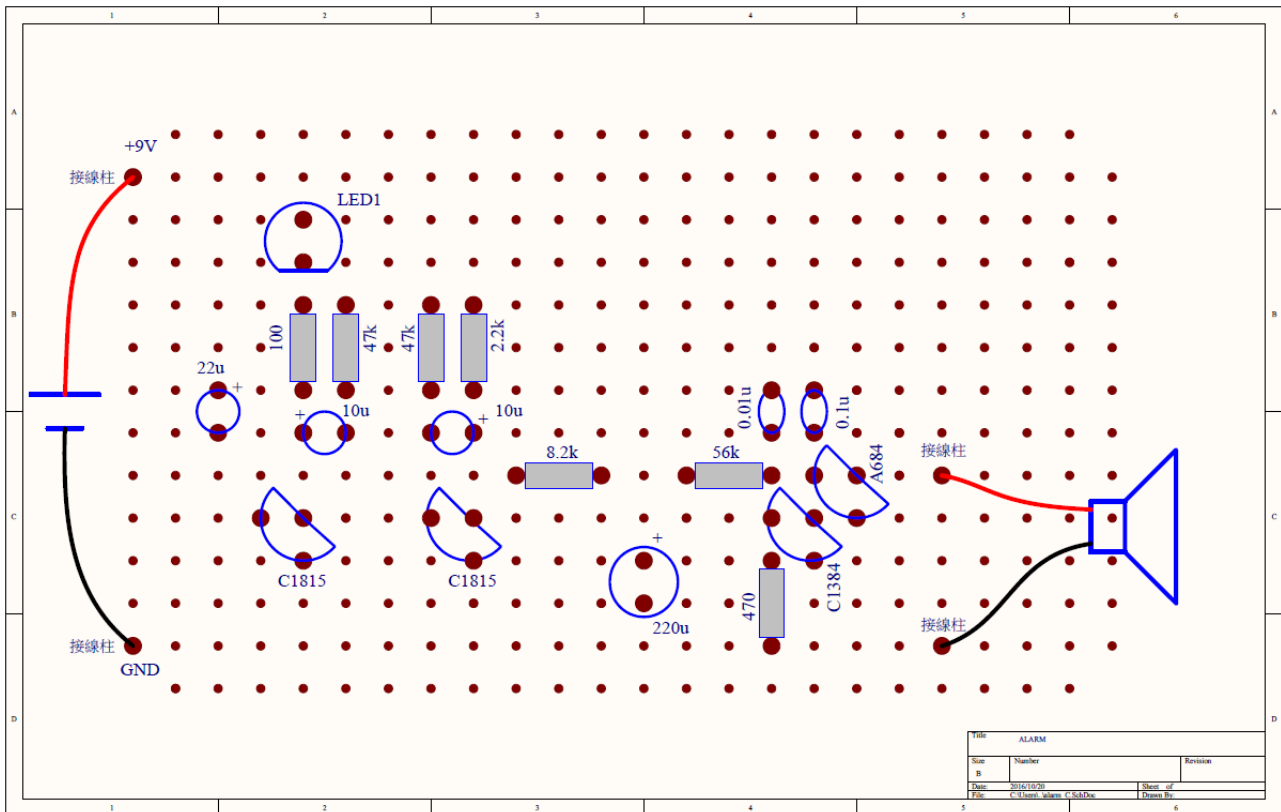 1 2 3 4 5 6
A A
+9V
接線柱
LED1
B B
100
47k
47k
2.2k
22u
+
+
10u
10u
+
0.01u
0.1u
8.2k
56k
A684
接線柱
C C
C1815
C1815
+
220u
470
C1384
接線柱
接線柱
GND
D D
Title ALARM
Size Number Revision
B
Date: 2016/10/20 Sheet of
File: C:\Users\..\alarm_C.SchDoc Drawn By:
1 2 3 4 5 6